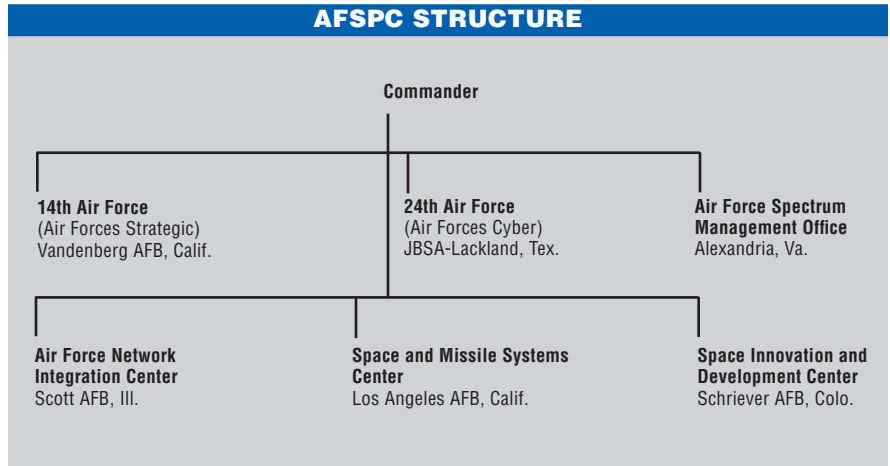 AFSPC STRUCTURE
Commander
14th Air Force
(Air Forces Strategic)
Vandenberg AFB, Calif.
24th Air Force
(Air Forces Cyber)
JBSA-Lackland, Tex.
Air Force Spectrum
Management Office
Alexandria, Va.
Air Force Network
Integration Center
Scott AFB, Ill.
Space and Missile Systems
Center
Los Angeles AFB, Calif.
Space Innovation and
Development Center
Schriever AFB, Colo.